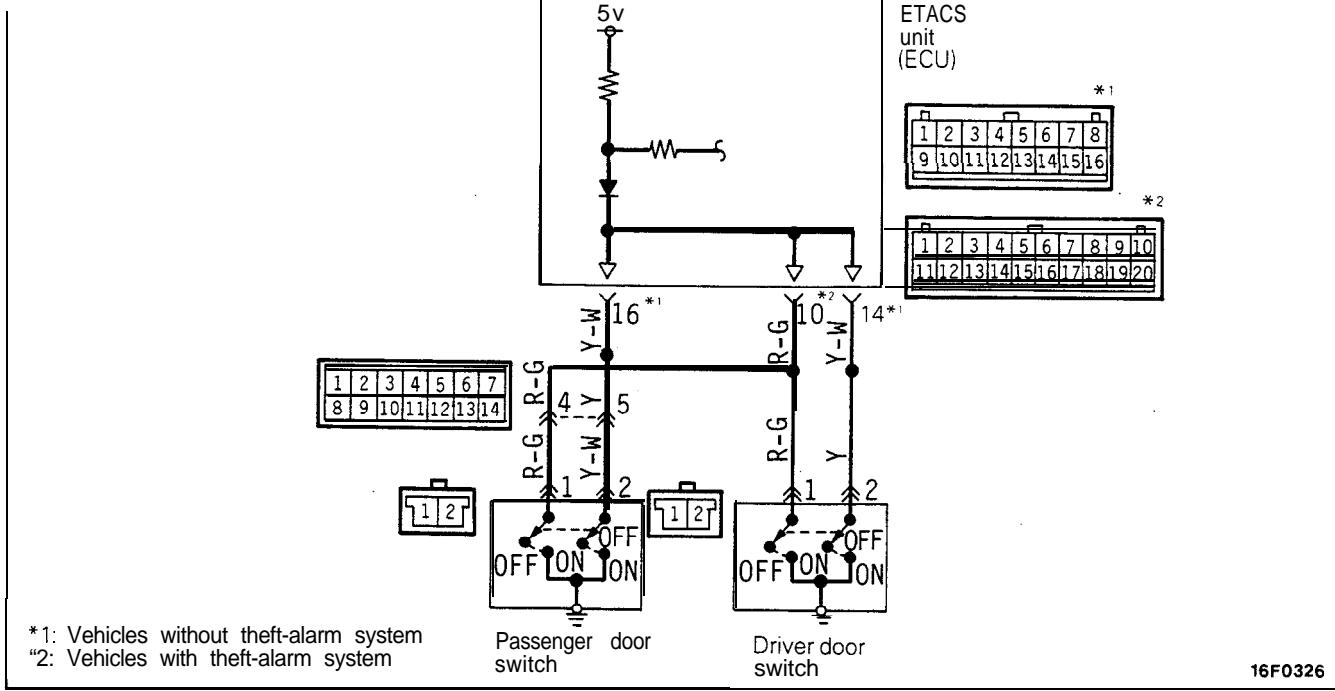 5v
ETACS
unit
(ECU)
*1
1 2 3 4 5 6 7 8
9 10 11 12 13 14 15 16
*2
1 2 3 4 5 6 7 8 9 10
11 12 13 14 15 16 17 18 19 20
16*1 10*2 14*1
Y-W R-G Y-W
1 2 3 4 5 6 7
8 9 10 11 12 13 14
R-G Y
4 5
R-G Y-W R-G Y
1 2 1 2
1 2
1 2
OFF ON OFF ON
OFF ON OFF ON
*1: Vehicles without theft-alarm system
“2: Vehicles with theft-alarm system
Passenger door
switch
Driver door
switch
16F0326